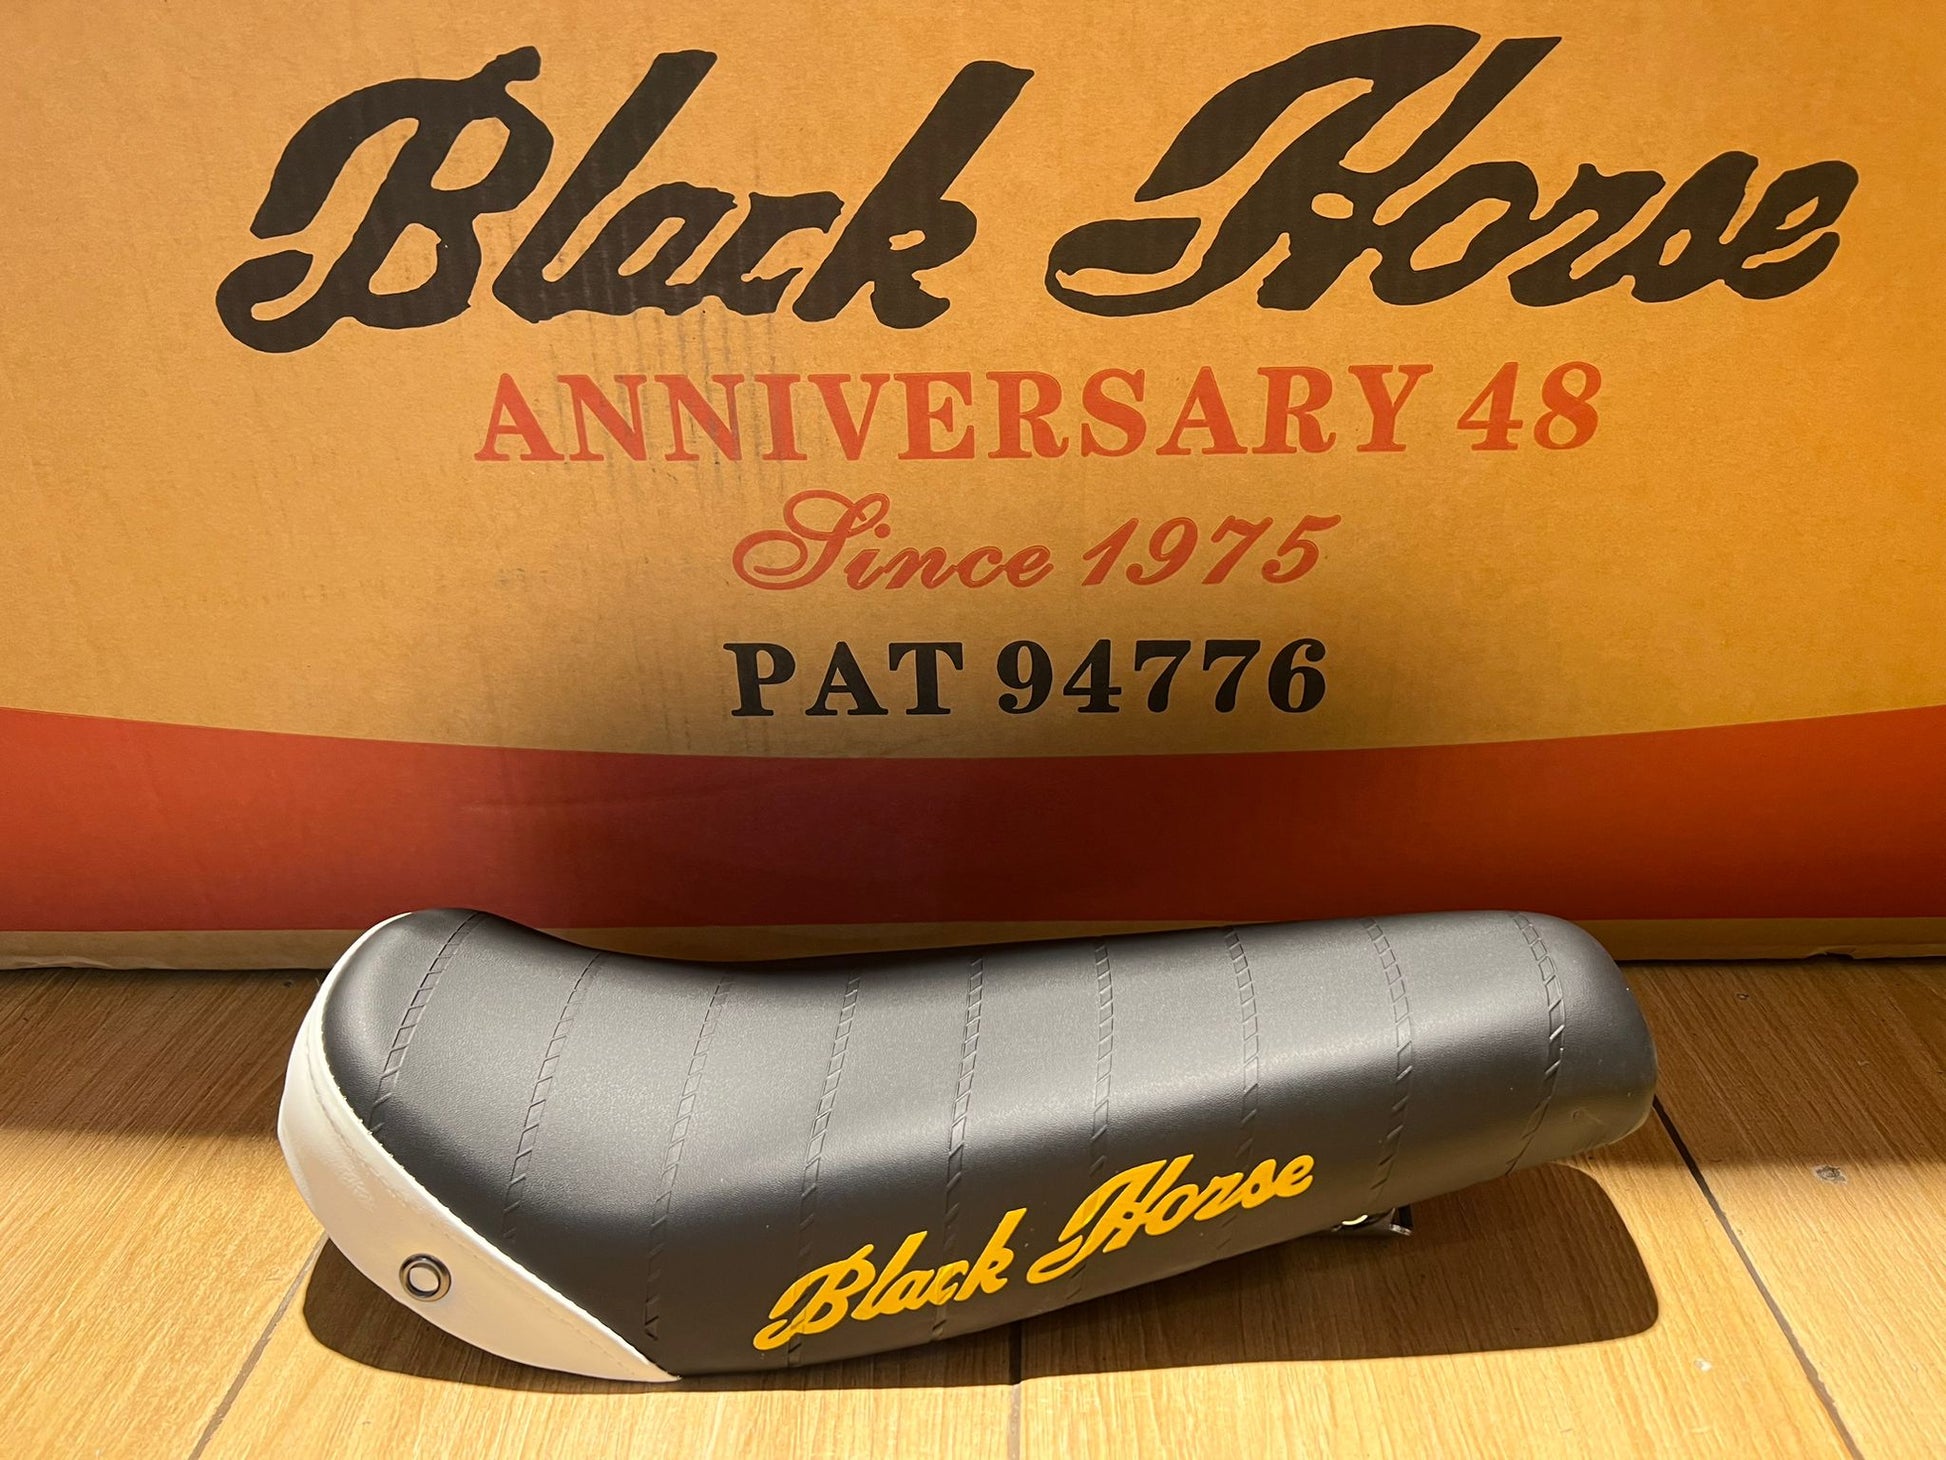 Black Horse
ANNIVERSARY 48
Since 1975
PAT 94776
Black Horse